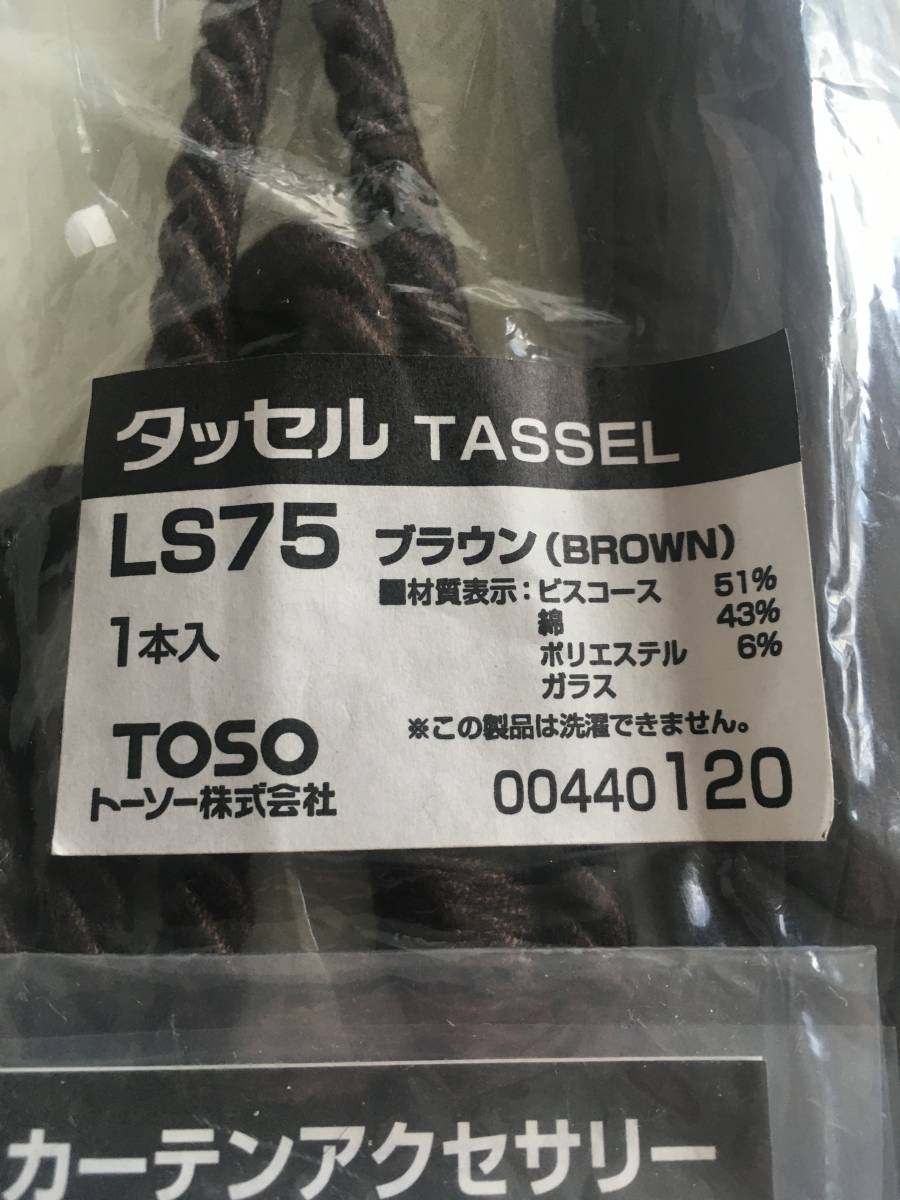 タッセル TASSEL
LS75 ブラウン(BROWN)
■材質表示:ビスコース 51%
綿 43%
ポリエステル 6%
ガラス
1本入
※この製品は洗濯できません。
TOSO
トーソー株式会社
00440120
カーテンアクセサリー